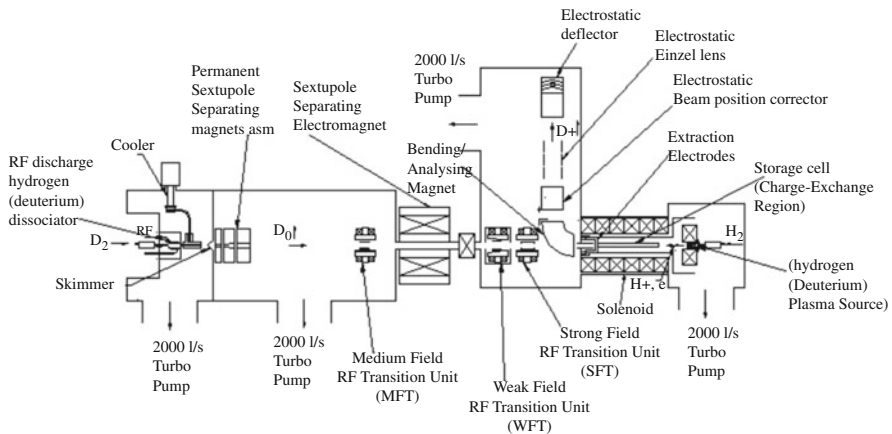 Electrostatic
deflector
Electrostatic
Einzel lens
2000 l/s
Turbo
Pump
Electrostatic
Beam position corrector
Permanent
Sextupole
Separating
magnets asm
Sextupole
Separating
Electromagnet
D+
Extraction
Electrodes
Cooler
Bending/
Analysing
Magnet
Storage cell
(Charge-Exchange
Region)
RF discharge
hydrogen
(deuterium)
dissociator
RF
D2
D0
H2
Skimmer
H+, e
(hydrogen
(Deuterium)
Plasma Source)
Solenoid
2000 l/s
Turbo
Pump
2000 l/s
Turbo
Pump
Medium Field
RF Transition Unit
(MFT)
Weak Field
RF Transition Unit
(WFT)
Strong Field
RF Transition Unit
(SFT)
2000 l/s
Turbo
Pump